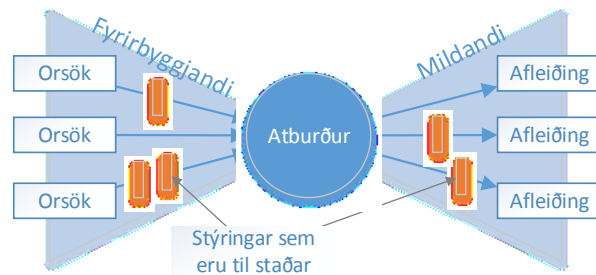 Fyrirbyggjandi
Mildandi
Orsök
Afleiðing
Orsök
Atburður
Afleiðing
Orsök
Afleiðing
Stýringar sem
eru til staðar